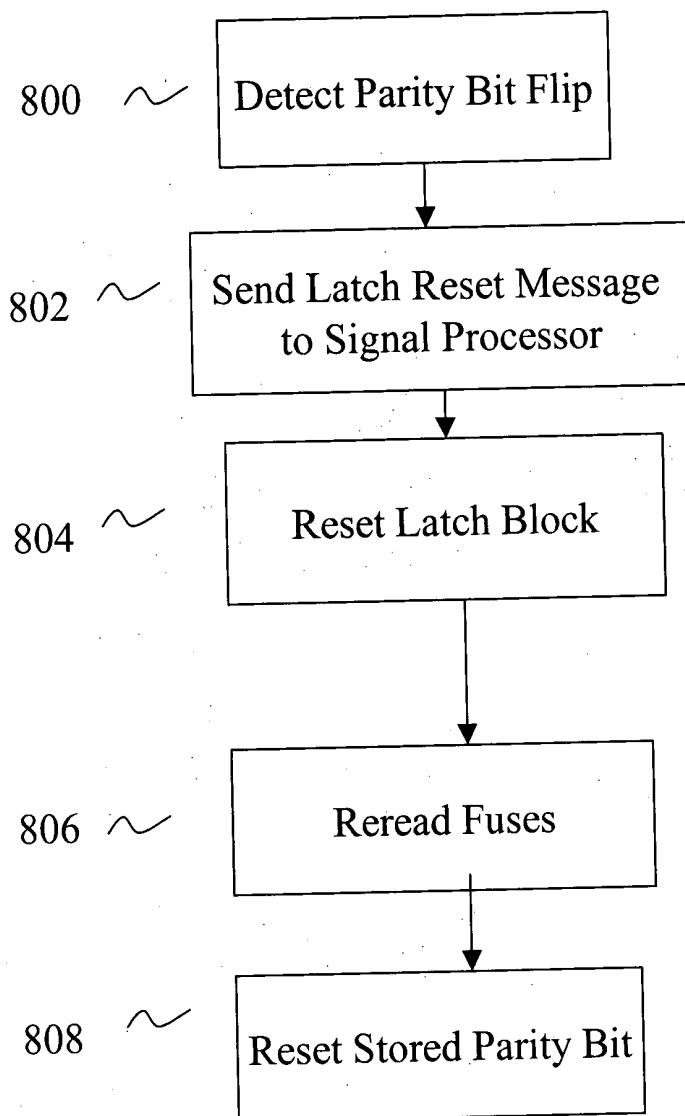 800
Detect Parity Bit Flip
802
Send Latch Reset Message
to Signal Processor
804
Reset Latch Block
806
Reread Fuses
808
Reset Stored Parity Bit